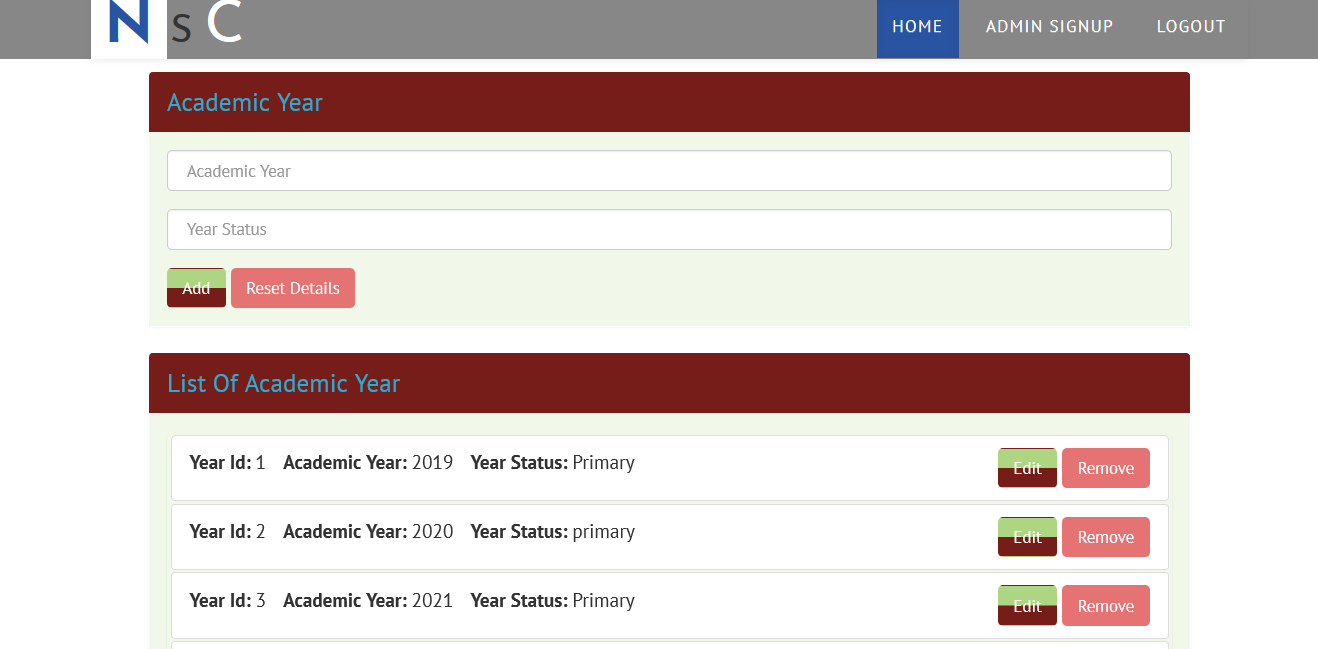 N s C HOME ADMIN SIGNUP LOGOUT
Academic Year
Academic Year
Year Status
Add Reset Details
List Of Academic Year
Year Id: 1 Academic Year: 2019 Year Status: Primary Edit Remove
Year Id: 2 Academic Year: 2020 Year Status: primary Edit Remove
Year Id: 3 Academic Year: 2021 Year Status: Primary Edit Remove